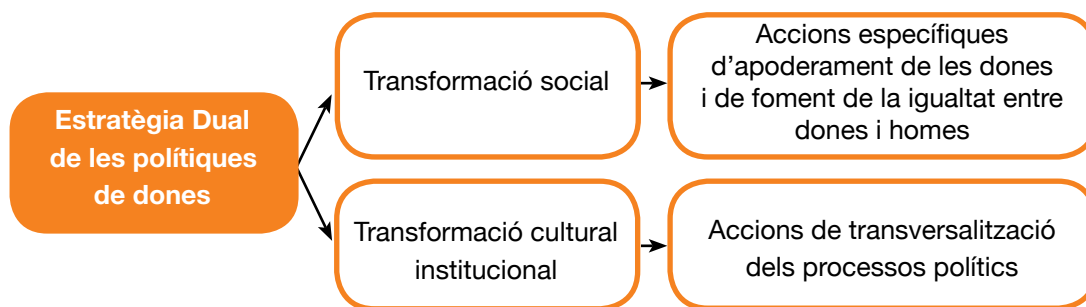 Estratègia Dual
de les polítiques
de dones
Transformació social
Accions específiques
d’apoderament de les dones
i de foment de la igualtat entre
dones i homes
Transformació cultural
institucional
Accions de transversalització
dels processos polítics